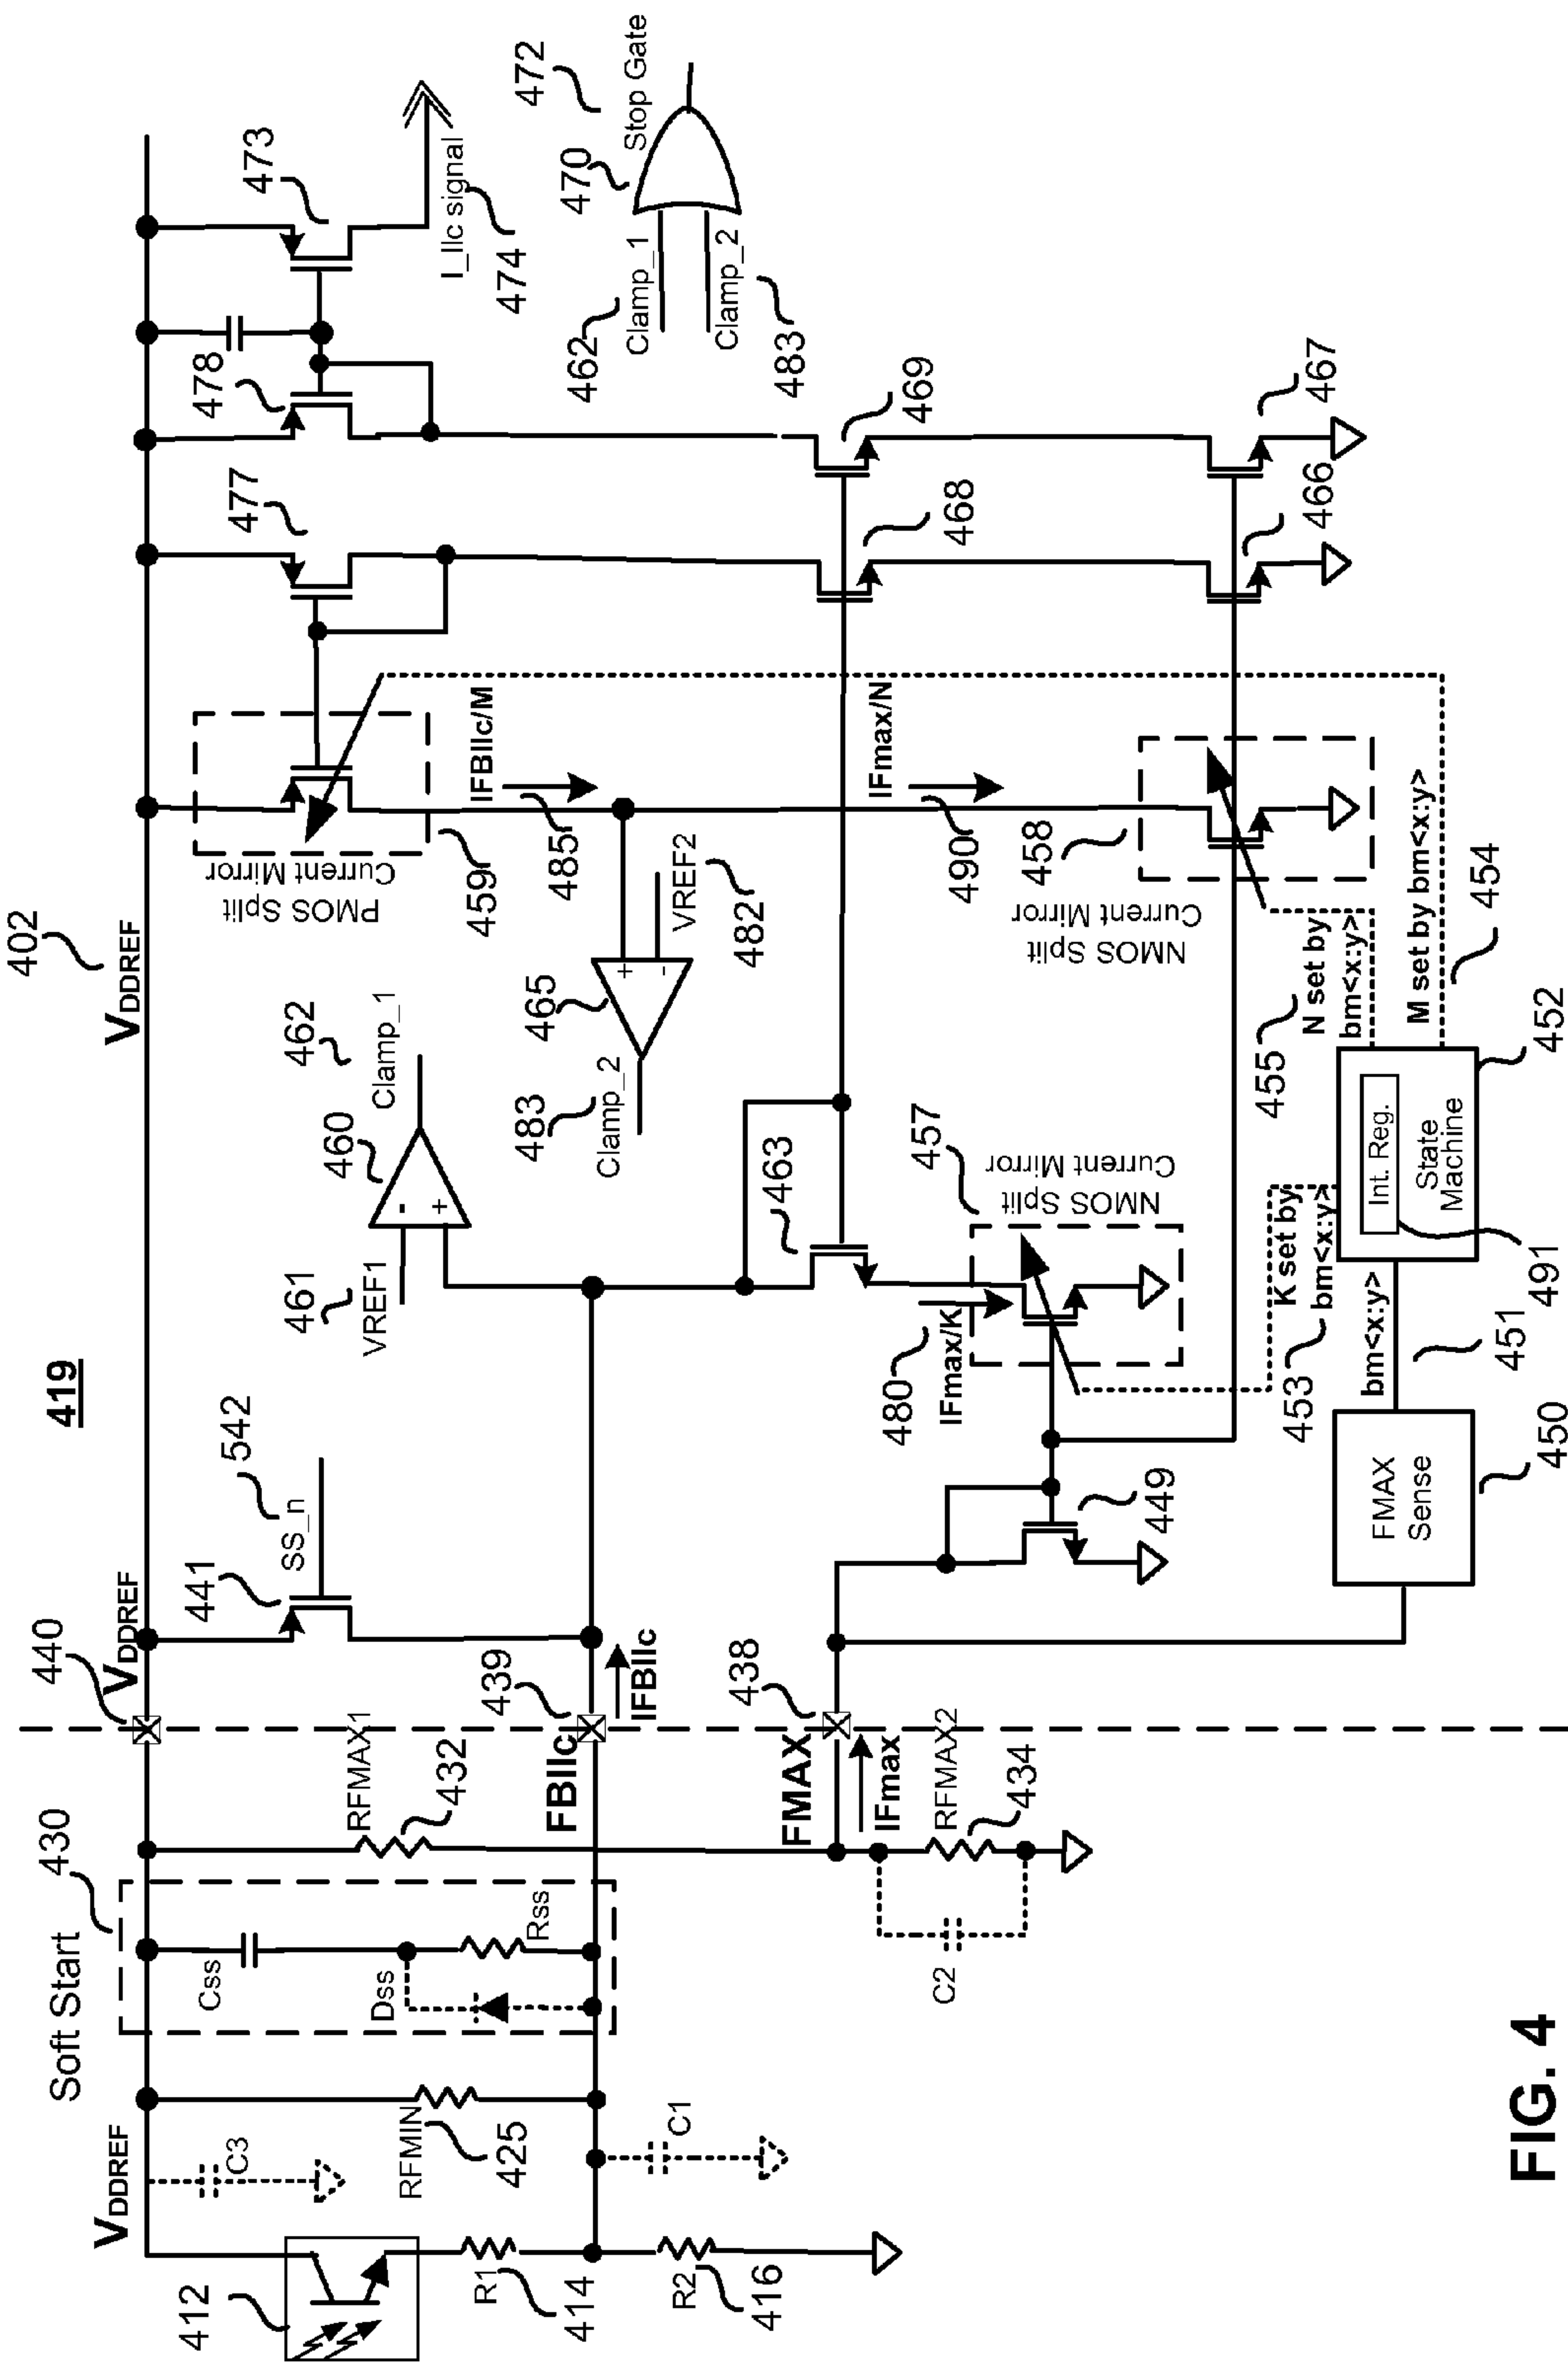 419
402
VDDREF
440
VDDREF
VDDREF
Soft Start
430
Css
Dss
Rss
C3
RFMIN
425
412
R1
414
R2
416
C1
RFMAX1
432
FBIIc
439
IFBIIc
441
SS_n
542
FMAX
438
IFmax
RFMAX2
434
C2
449
FMAX
Sense
450
bm<x:y>
451
State
Machine
Int. Reg.
491
452
K set by
bm<x:y>
453
N set by
bm<x:y>
455
M set by bm<x:y>
454
480
IFmax/K
457
NMOS Split
Current Mirror
463
VREF1
461
460
-
+
Clamp_1
462
465
+
-
Clamp_2
483
VREF2
482
PMOS Split
Current Mirror
459
IFBIIc/M
485
IFmax/N
490
458
NMOS Split
Current Mirror
477
478
473
I_IIc signal
474
468
469
466
467
462
Clamp_1
Clamp_2
483
470
Stop Gate
472
FIG. 4